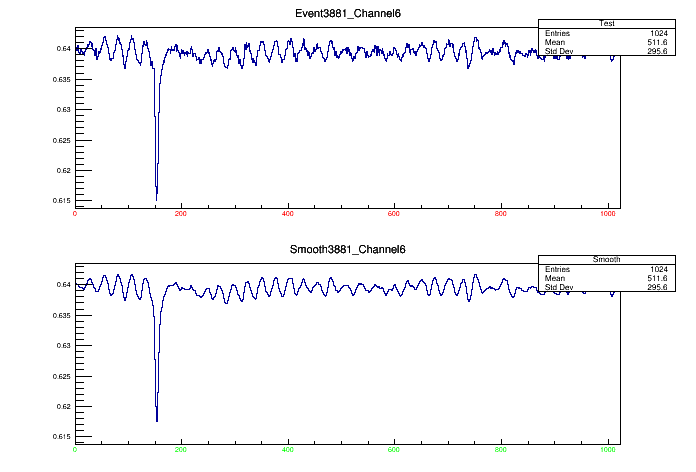 Event3881_Channel6
Test
Entries 1024
Mean 511.6
Std Dev 295.6
0.64
0.635
0.63
0.625
0.62
0.615
0 200 400 600 800 1000
Smooth3881_Channel6
Smooth
Entries 1024
Mean 511.6
Std Dev 295.6
0.64
0.635
0.63
0.625
0.62
0.615
0 200 400 600 800 1000